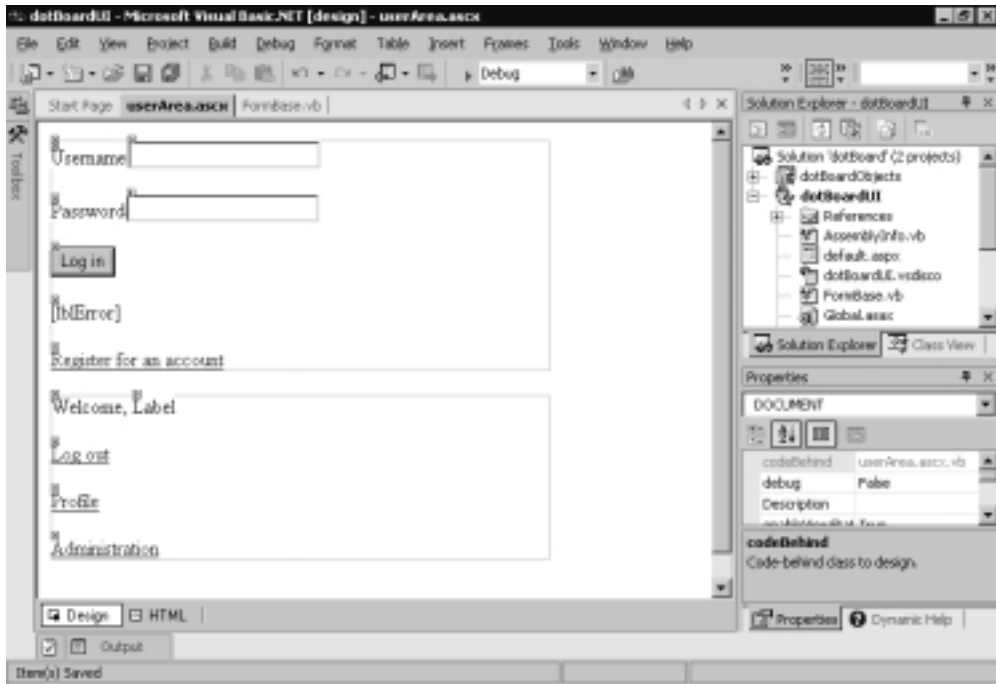 dotBoardUI - Microsoft Visual Basic.NET [design] - userArea.ascx
File Edit View Project Build Debug Format Table Insert Frames Tools Window Help
Debug
Start Page userArea.ascx FormBase.vb
Toolbox
Username
Password
Log in
[lblError]
Register for an account
Welcome, Label
Log out
Profile
Administration
Design HTML
Output
Item(s) Saved
Solution Explorer - dotBoardUI
Solution 'dotBoard' (2 projects)
dotBoardObjects
dotBoardUI
References
AssemblyInfo.vb
default.aspx
dotBoardUI.vsdisco
FormBase.vb
Global.asax
Solution Explorer Class View
Properties
DOCUMENT
codeBehind userArea.ascx.vb
debug False
Description
True
codeBehind
Code-behind class to design.
Properties Dynamic Help